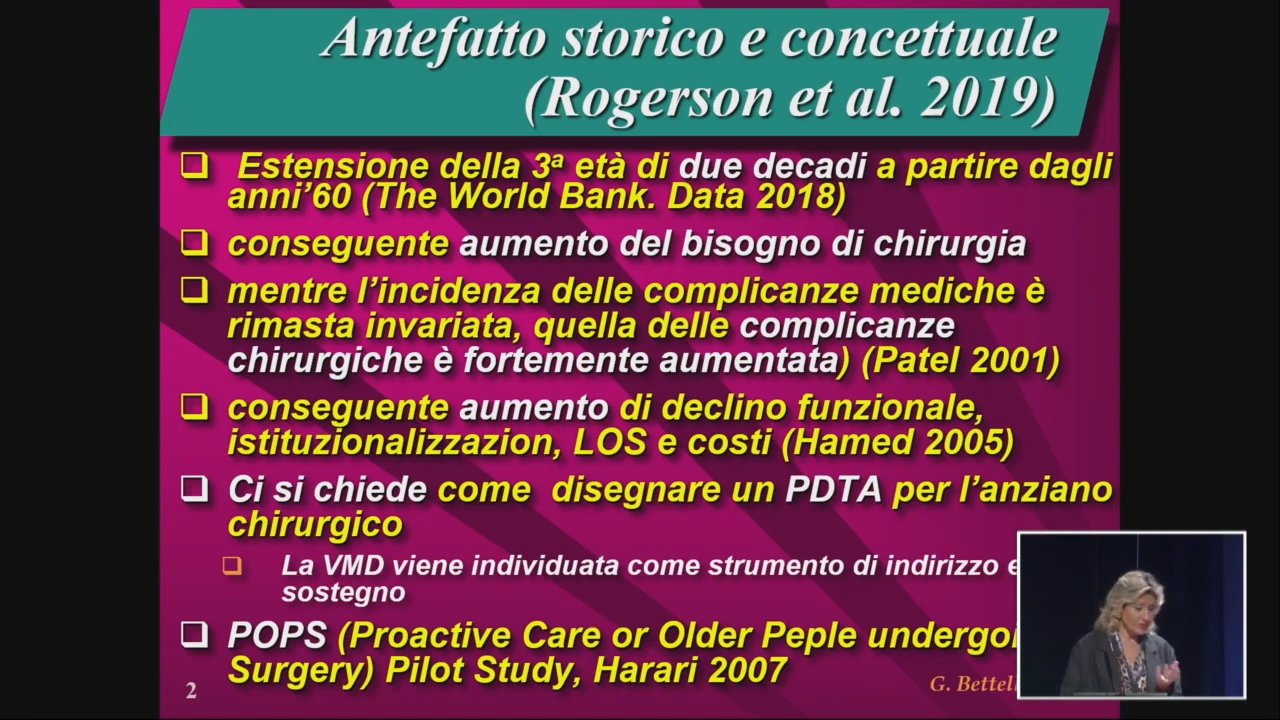 Antefatto storico e concettuale
(Rogerson et al. 2019)
Estensione della 3ª età di due decadi a partire dagli
anni’60 (The World Bank. Data 2018)
conseguente aumento del bisogno di chirurgia
mentre l’incidenza delle complicanze mediche è
rimasta invariata, quella delle complicanze
chirurgiche è fortemente aumentata) (Patel 2001)
conseguente aumento di declino funzionale,
istituzionalizzazion, LOS e costi (Hamed 2005)
Ci si chiede come disegnare un PDTA per l’anziano
chirurgico
La VMD viene individuata come strumento di indirizzo e
sostegno
POPS (Proactive Care or Older Peple
Surgery) Pilot Study, Harari 2007
2
G.